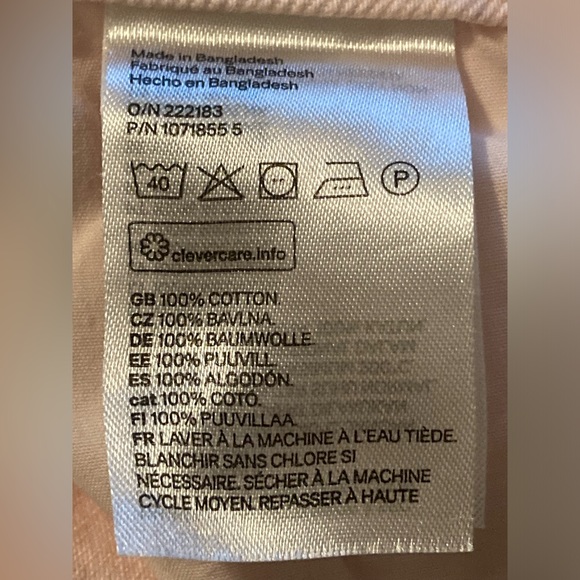 Made in Bangladesh
Fabriqué au Bangladesh
Hecho en Bangladesh
O/N 222183
P/N 1071855 5
40 P
clevercare.info
GB 100% COTTON.
CZ 100% BAVLNA.
DE 100% BAUMWOLLE.
EE 100% PUUVILL.
ES 100% ALGODÓN.
cat 100% COTO.
FI 100% PUUVILLAA.
FR LAVER À LA MACHINE À L'EAU TIÈDE.
BLANCHIR SANS CHLORE SI
NÉCESSAIRE. SÉCHER À LA MACHINE
CYCLE MOYEN. REPASSER À HAUTE